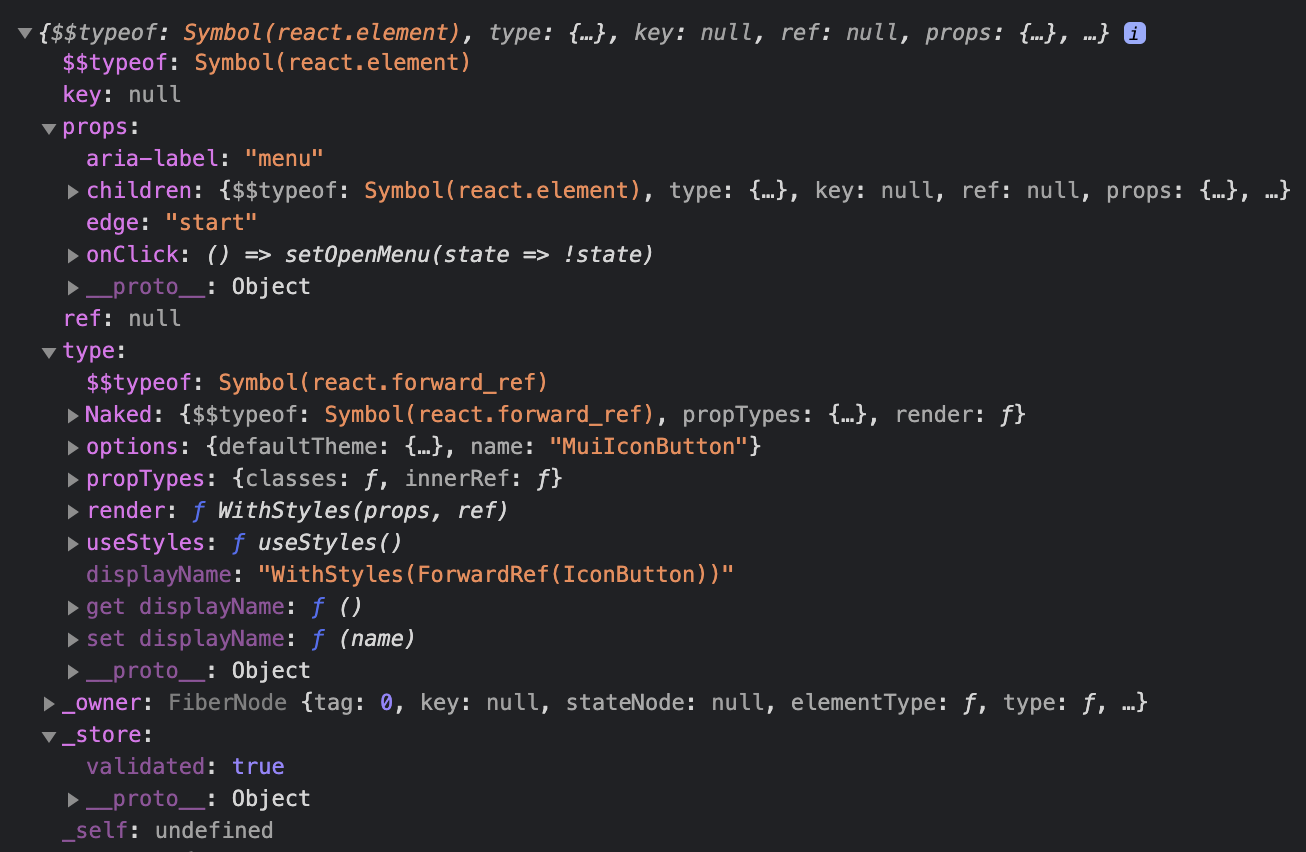 ▼{$$typeof: Symbol(react.element), type: {…}, key: null, ref: null, props: {…}, …} i
$$typeof: Symbol(react.element)
key: null
▼props:
aria-label: "menu"
▶children: {$$typeof: Symbol(react.element), type: {…}, key: null, ref: null, props: {…}, …}
edge: "start"
▶onClick: () => setOpenMenu(state => !state)
▶__proto__: Object
ref: null
▼type:
$$typeof: Symbol(react.forward_ref)
▶Naked: {$$typeof: Symbol(react.forward_ref), propTypes: {…}, render: ƒ}
▶options: {defaultTheme: {…}, name: "MuiIconButton"}
▶propTypes: {classes: ƒ, innerRef: ƒ}
▶render: ƒ WithStyles(props, ref)
▶useStyles: ƒ useStyles()
displayName: "WithStyles(ForwardRef(IconButton))"
▶get displayName: ƒ ()
▶set displayName: ƒ (name)
▶__proto__: Object
▶_owner: FiberNode {tag: 0, key: null, stateNode: null, elementType: ƒ, type: ƒ, …}
▼_store:
validated: true
▶__proto__: Object
_self: undefined